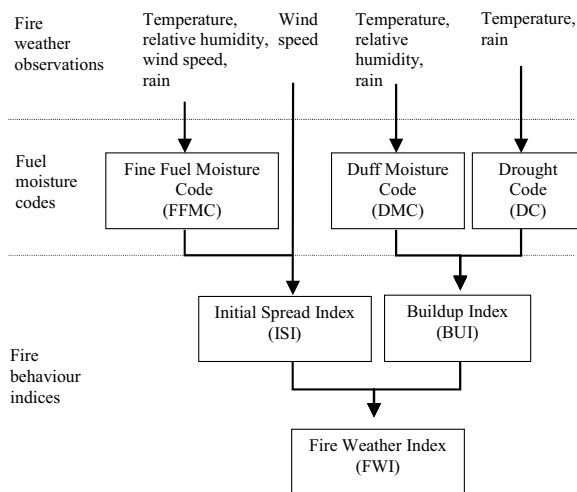 Fire
weather
observations
Temperature,
relative humidity,
wind speed,
rain
Wind
speed
Temperature,
relative
humidity,
rain
Temperature,
rain
Fuel
moisture
codes
Fine Fuel Moisture
Code
(FFMC)
Duff Moisture
Code
(DMC)
Drought
Code
(DC)
Fire
behaviour
indices
Initial Spread Index
(ISI)
Buildup Index
(BUI)
Fire Weather Index
(FWI)